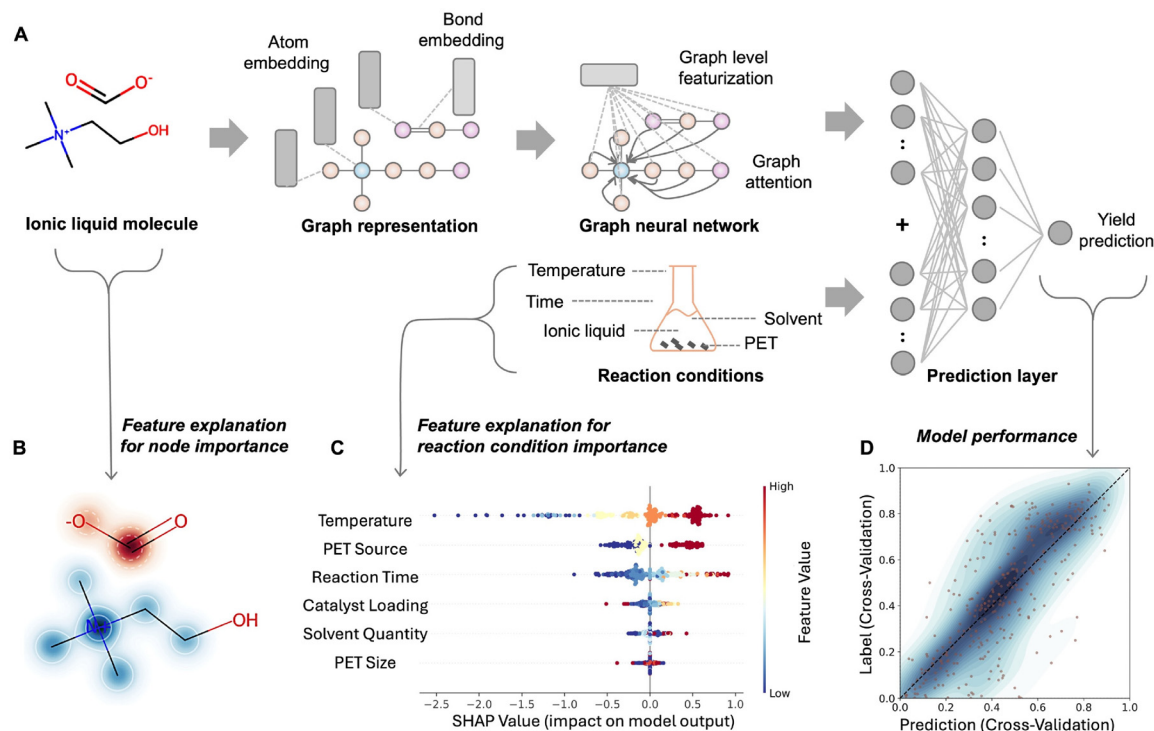 A
Atom
embedding
Bond
embedding
Graph level
featurization
O
O-
N+
OH
Graph
attention
Ionic liquid molecule
Graph representation
Graph neural network
:
+
:
:
Yield
prediction
Temperature
Time
Ionic liquid
Solvent
PET
Reaction conditions
Prediction layer
Feature explanation
for node importance
Feature explanation for
reaction condition importance
Model performance
B
-O
O
OH
C
High
Temperature
PET Source
Reaction Time
Catalyst Loading
Solvent Quantity
PET Size
Feature Value
Low
-2.5 -2.0 -1.5 -1.0 -0.5 0.0 0.5 1.0
SHAP Value (impact on model output)
D
1.0
0.8
0.6
0.4
0.2
0.0
Label (Cross-Validation)
0.0 0.2 0.4 0.6 0.8 1.0
Prediction (Cross-Validation)